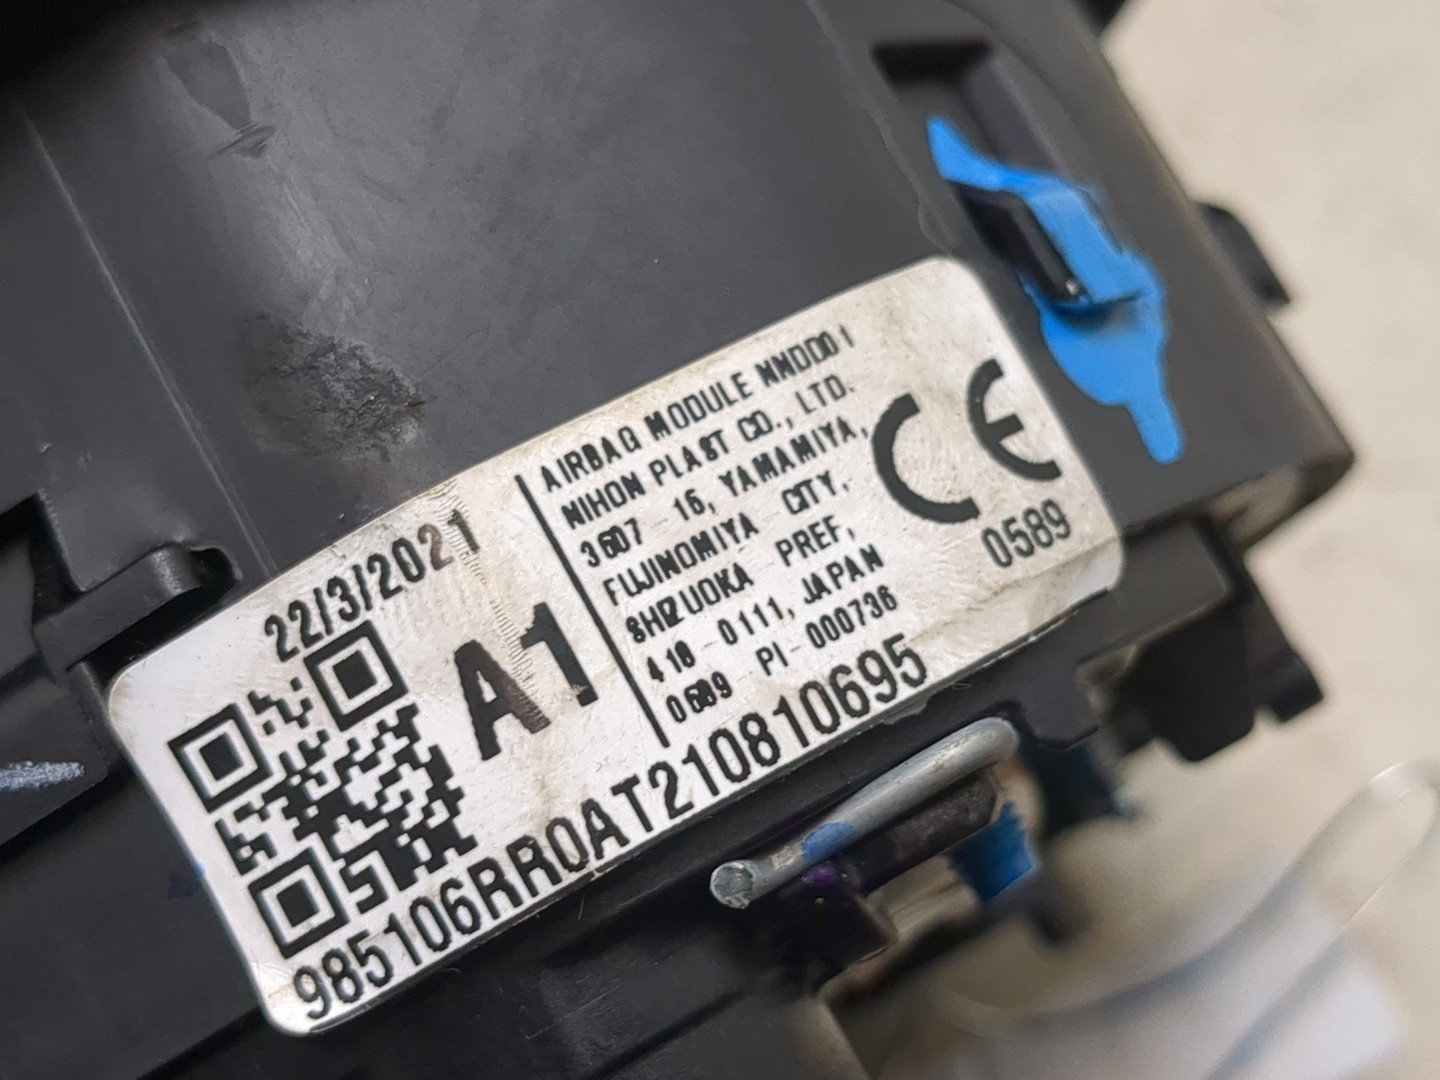 22/3/2021
A1
AIRBAG MODULE NMDD01
NIHON PLAST CO., LTD.
3607 - 16, YAMAMIYA,
FUJINOMIYA CITY.
SHIZUOKA PREF,
418 - 0111, JAPAN
0589 PI - 000736
CE
0589
985106RR0AT210810695